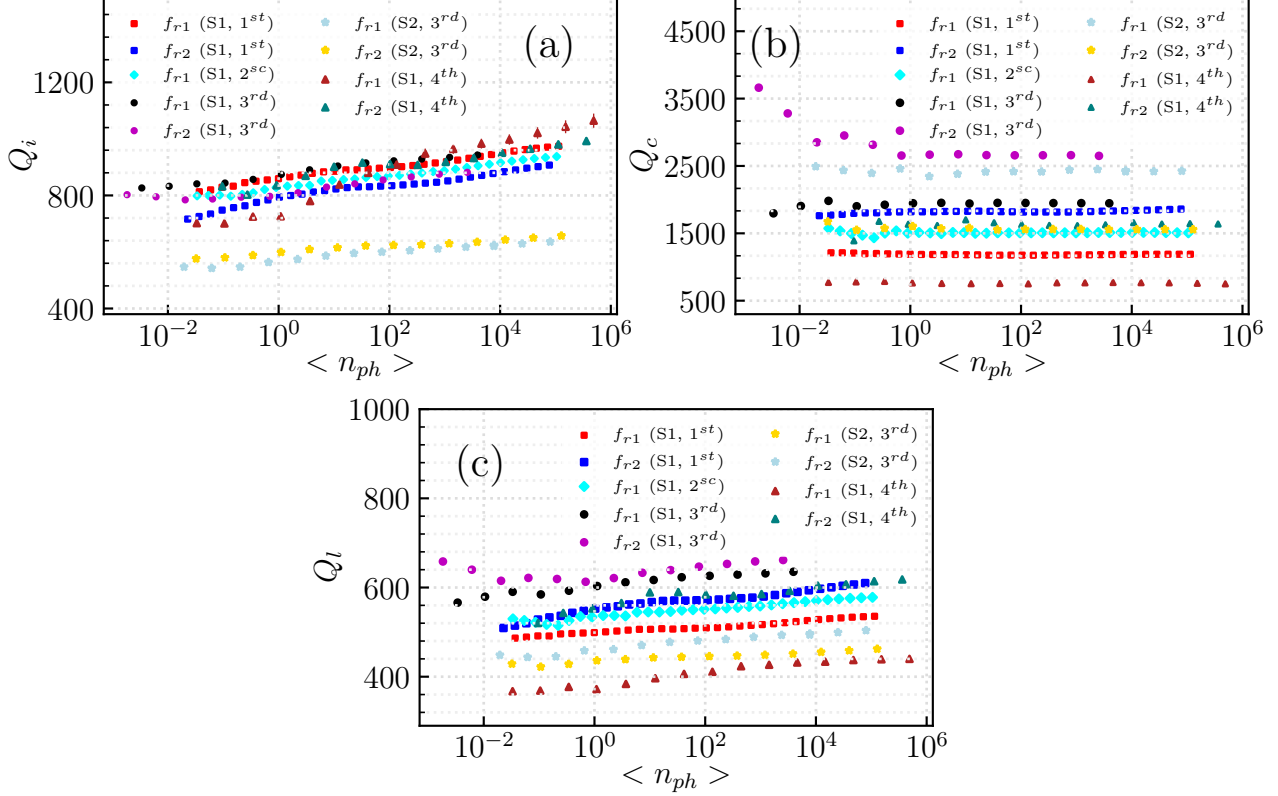 (a)
Q_i
1200
800
400
f_{r1} (S1, 1^{st})
f_{r2} (S1, 1^{st})
f_{r1} (S1, 2^{sc})
f_{r1} (S1, 3^{rd})
f_{r2} (S1, 3^{rd})
f_{r1} (S2, 3^{rd})
f_{r2} (S2, 3^{rd})
f_{r1} (S1, 4^{th})
f_{r2} (S1, 4^{th})
10^{-2} 10^{0} 10^{2} 10^{4} 10^{6}
< n_{ph} >
(b)
Q_c
4500
3500
2500
1500
500
f_{r1} (S1, 1^{st})
f_{r2} (S1, 1^{st})
f_{r1} (S1, 2^{sc})
f_{r1} (S1, 3^{rd})
f_{r2} (S1, 3^{rd})
f_{r1} (S2, 3^{rd}
f_{r2} (S2, 3^{rd})
f_{r1} (S1, 4^{th})
f_{r2} (S1, 4^{th})
10^{-2} 10^{0} 10^{2} 10^{4} 10^{6}
< n_{ph} >
(c)
Q_l
1000
800
600
400
f_{r1} (S1, 1^{st})
f_{r2} (S1, 1^{st})
f_{r1} (S1, 2^{sc})
f_{r1} (S1, 3^{rd})
f_{r2} (S1, 3^{rd})
f_{r1} (S2, 3^{rd})
f_{r2} (S2, 3^{rd})
f_{r1} (S1, 4^{th})
f_{r2} (S1, 4^{th})
10^{-2} 10^{0} 10^{2} 10^{4} 10^{6}
< n_{ph} >